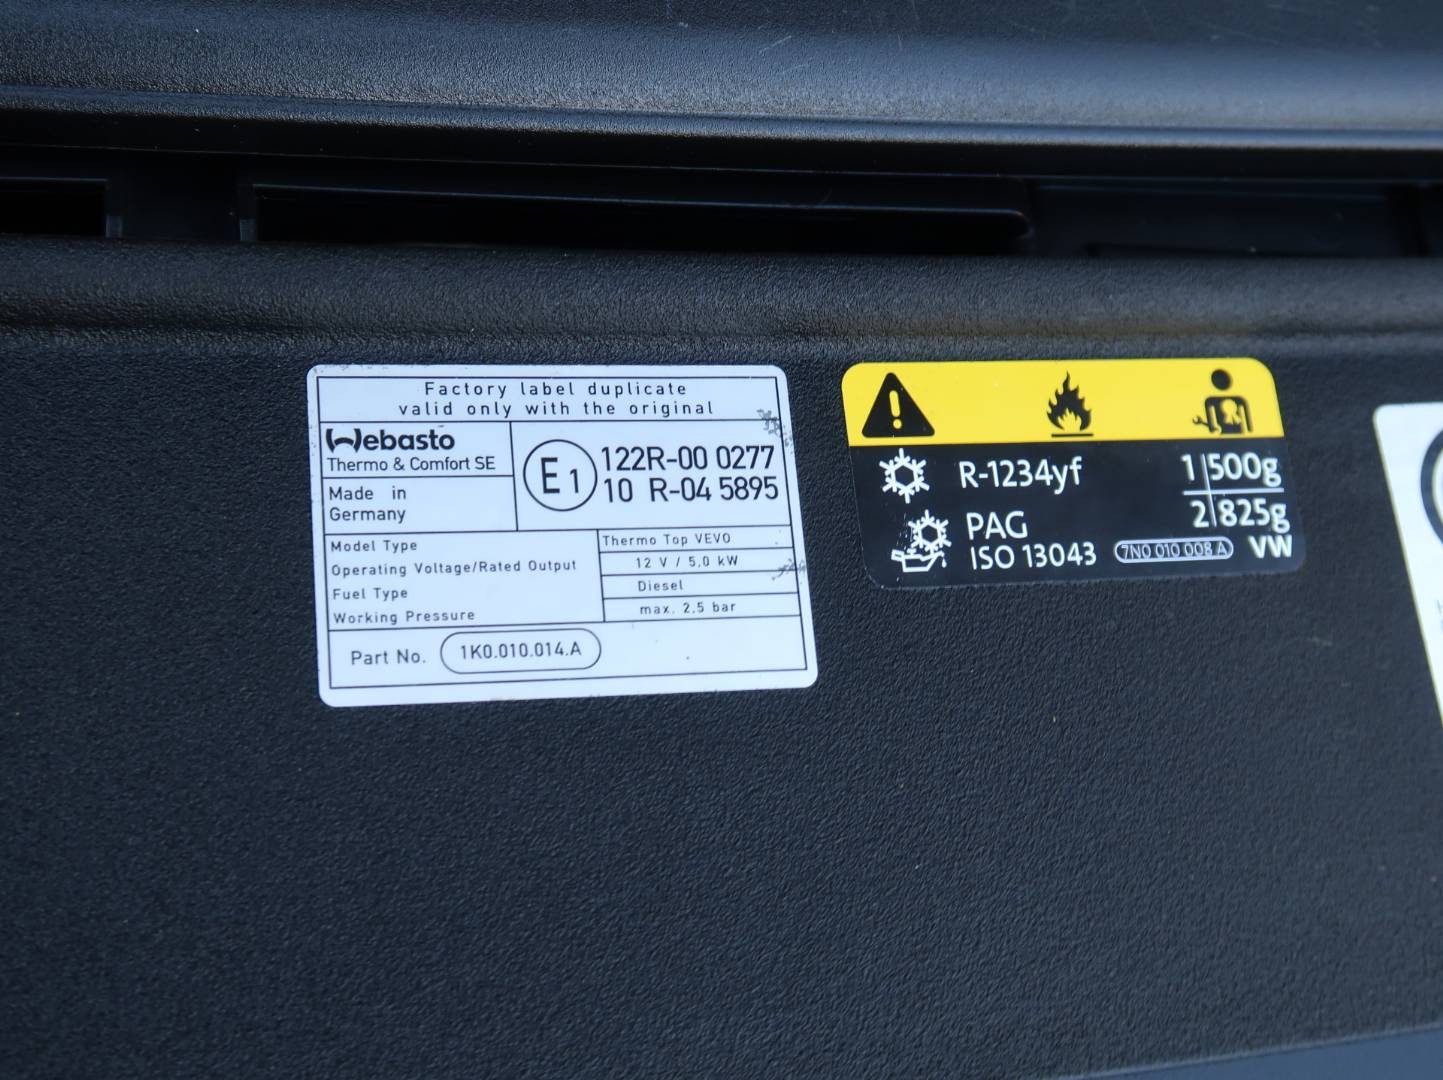 Factory label duplicate
valid only with the original
Webasto
Thermo & Comfort SE
Made in
Germany
E1
122R-00 0277
10 R-04 5895
Model Type
Thermo Top VEVO
Operating Voltage/Rated Output
12 V / 5,0 kW
Fuel Type
Diesel
Working Pressure
max. 2,5 bar
Part No. 1K0.010.014.A
R-1234yf
1 500g
2 825g
PAG
ISO 13043
7N0 010 008 A
VW